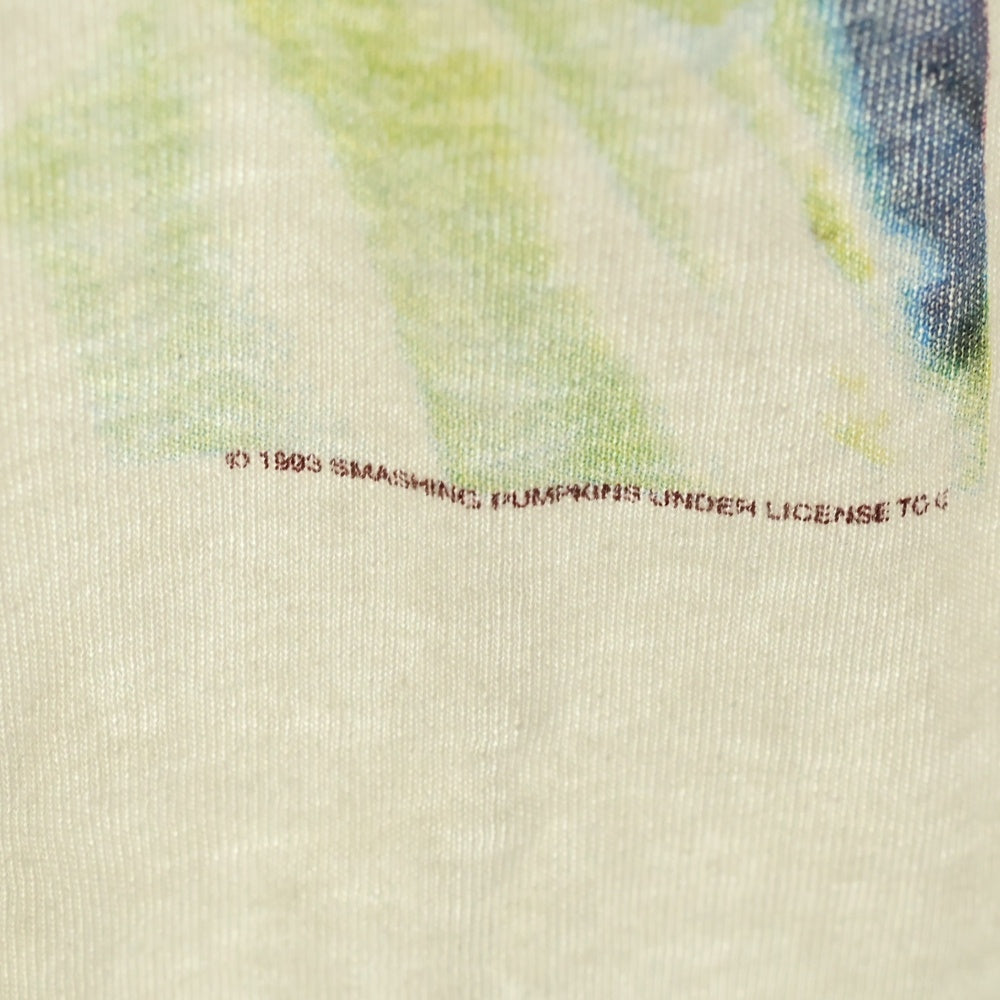 © 1993 SMASHING PUMPKINS UNDER LICENSE TO G